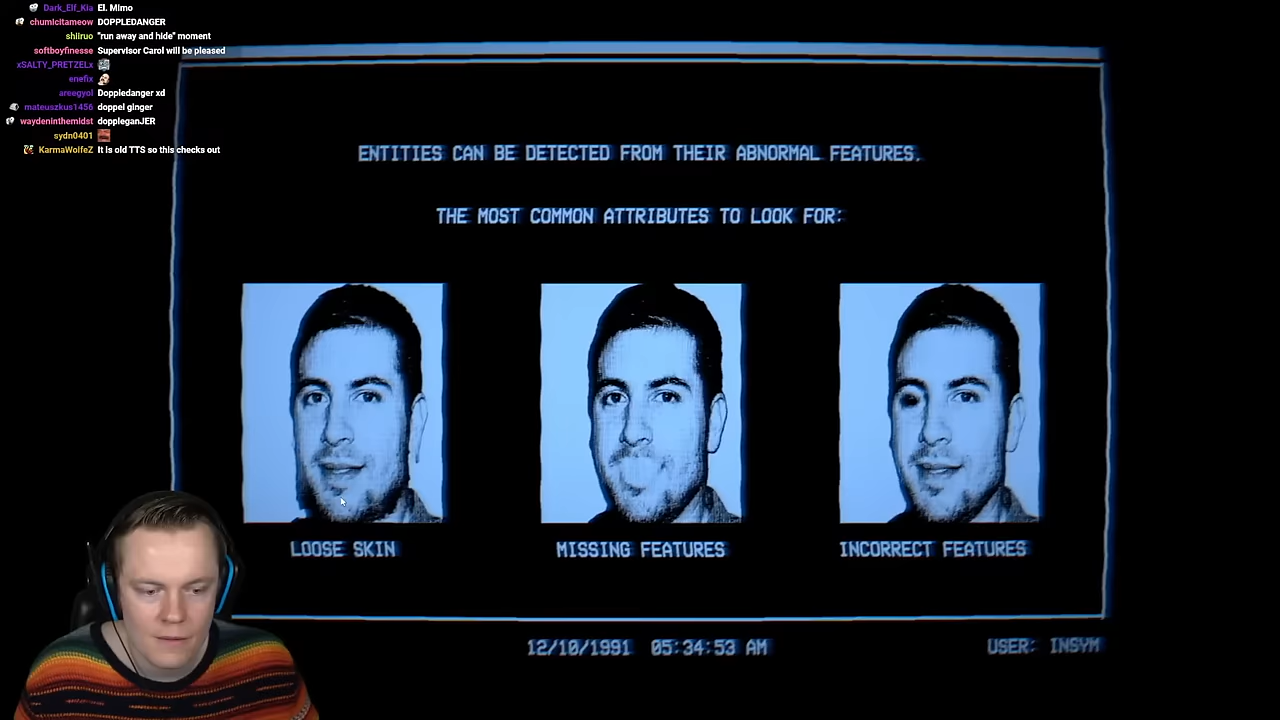 Dark_Elf_Kia El. Mimo
chumicitameow DOPPLEDANGER
shiiruo "run away and hide" moment
softboyfinesse Supervisor Carol will be pleased
xSALTY_PRETZELx
enefix
areegyol Doppledanger xd
mateuszkus1456 doppel ginger
waydeninthemidst doppleganJER
sydn0401
KarmaWolfeZ It is old TTS so this checks out
ENTITIES CAN BE DETECTED FROM THEIR ABNORMAL FEATURES.
THE MOST COMMON ATTRIBUTES TO LOOK FOR:
LOOSE SKIN
MISSING FEATURES
INCORRECT FEATURES
12/10/1991 05:34:53 AM
USER: INSYM